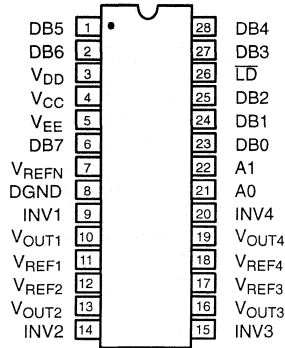 DB5 1 28 DB4
DB6 2 27 DB3
VDD 3 26 L̅D̅
VCC 4 25 DB2
VEE 5 24 DB1
DB7 6 23 DB0
VREFN 7 22 A1
DGND 8 21 A0
INV1 9 20 INV4
VOUT1 10 19 VOUT4
VREF1 11 18 VREF4
VREF2 12 17 VREF3
VOUT2 13 16 VOUT3
INV2 14 15 INV3